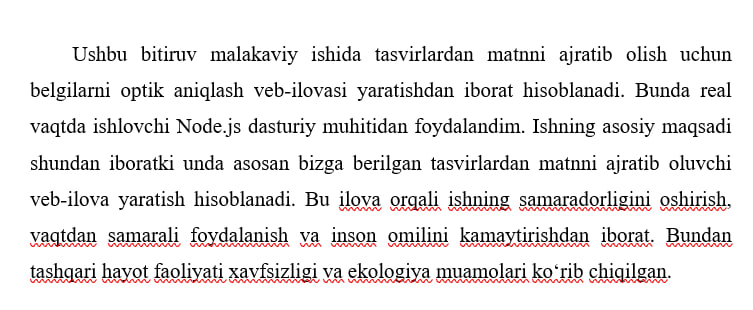 Ushbu bitiruv malakaviy ishida tasvirlardan matnni ajratib olish uchun
belgilarni optik aniqlash veb-ilovasi yaratishdan iborat hisoblanadi. Bunda real
vaqtda ishlovchi Node.js dasturiy muhitidan foydalandim. Ishning asosiy maqsadi
shundan iboratki unda asosan bizga berilgan tasvirlardan matnni ajratib oluvchi
veb-ilova yaratish hisoblanadi. Bu ilova orqali ishning samaradorligini oshirish,
vaqtdan samarali foydalanish va inson omilini kamaytirishdan iborat. Bundan
tashqari hayot faoliyati xavfsizligi va ekologiya muamolari ko‘rib chiqilgan.